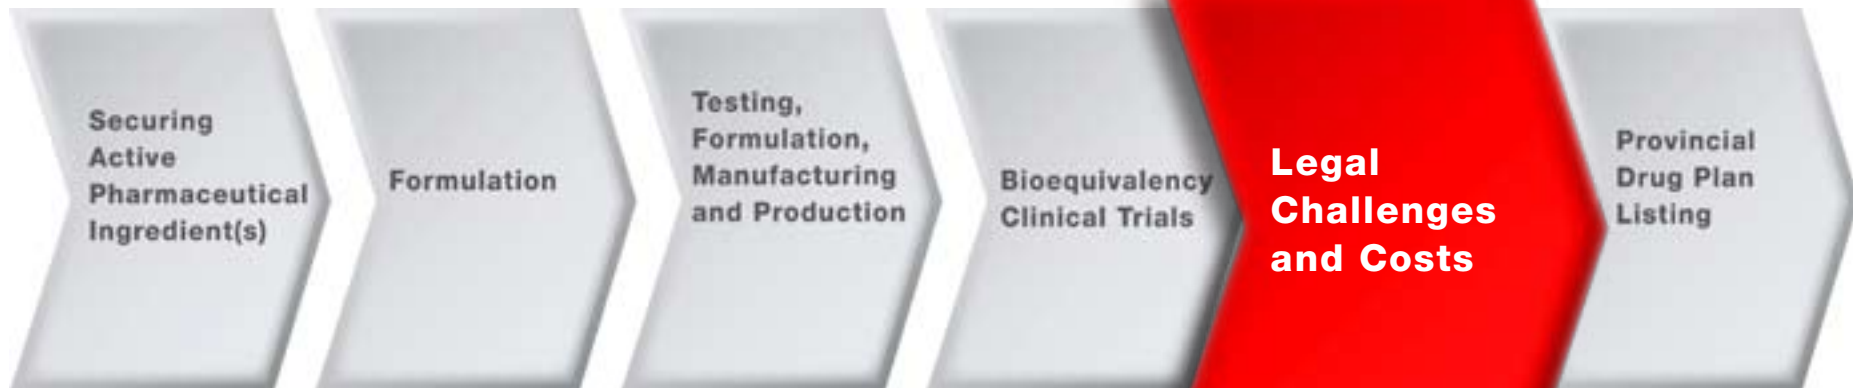 Securing
Active
Pharmaceutical
Ingredient(s)
Formulation
Testing,
Formulation,
Manufacturing
and Production
Bioequivalency
Clinical Trials
Legal
Challenges
and Costs
Provincial
Drug Plan
Listing